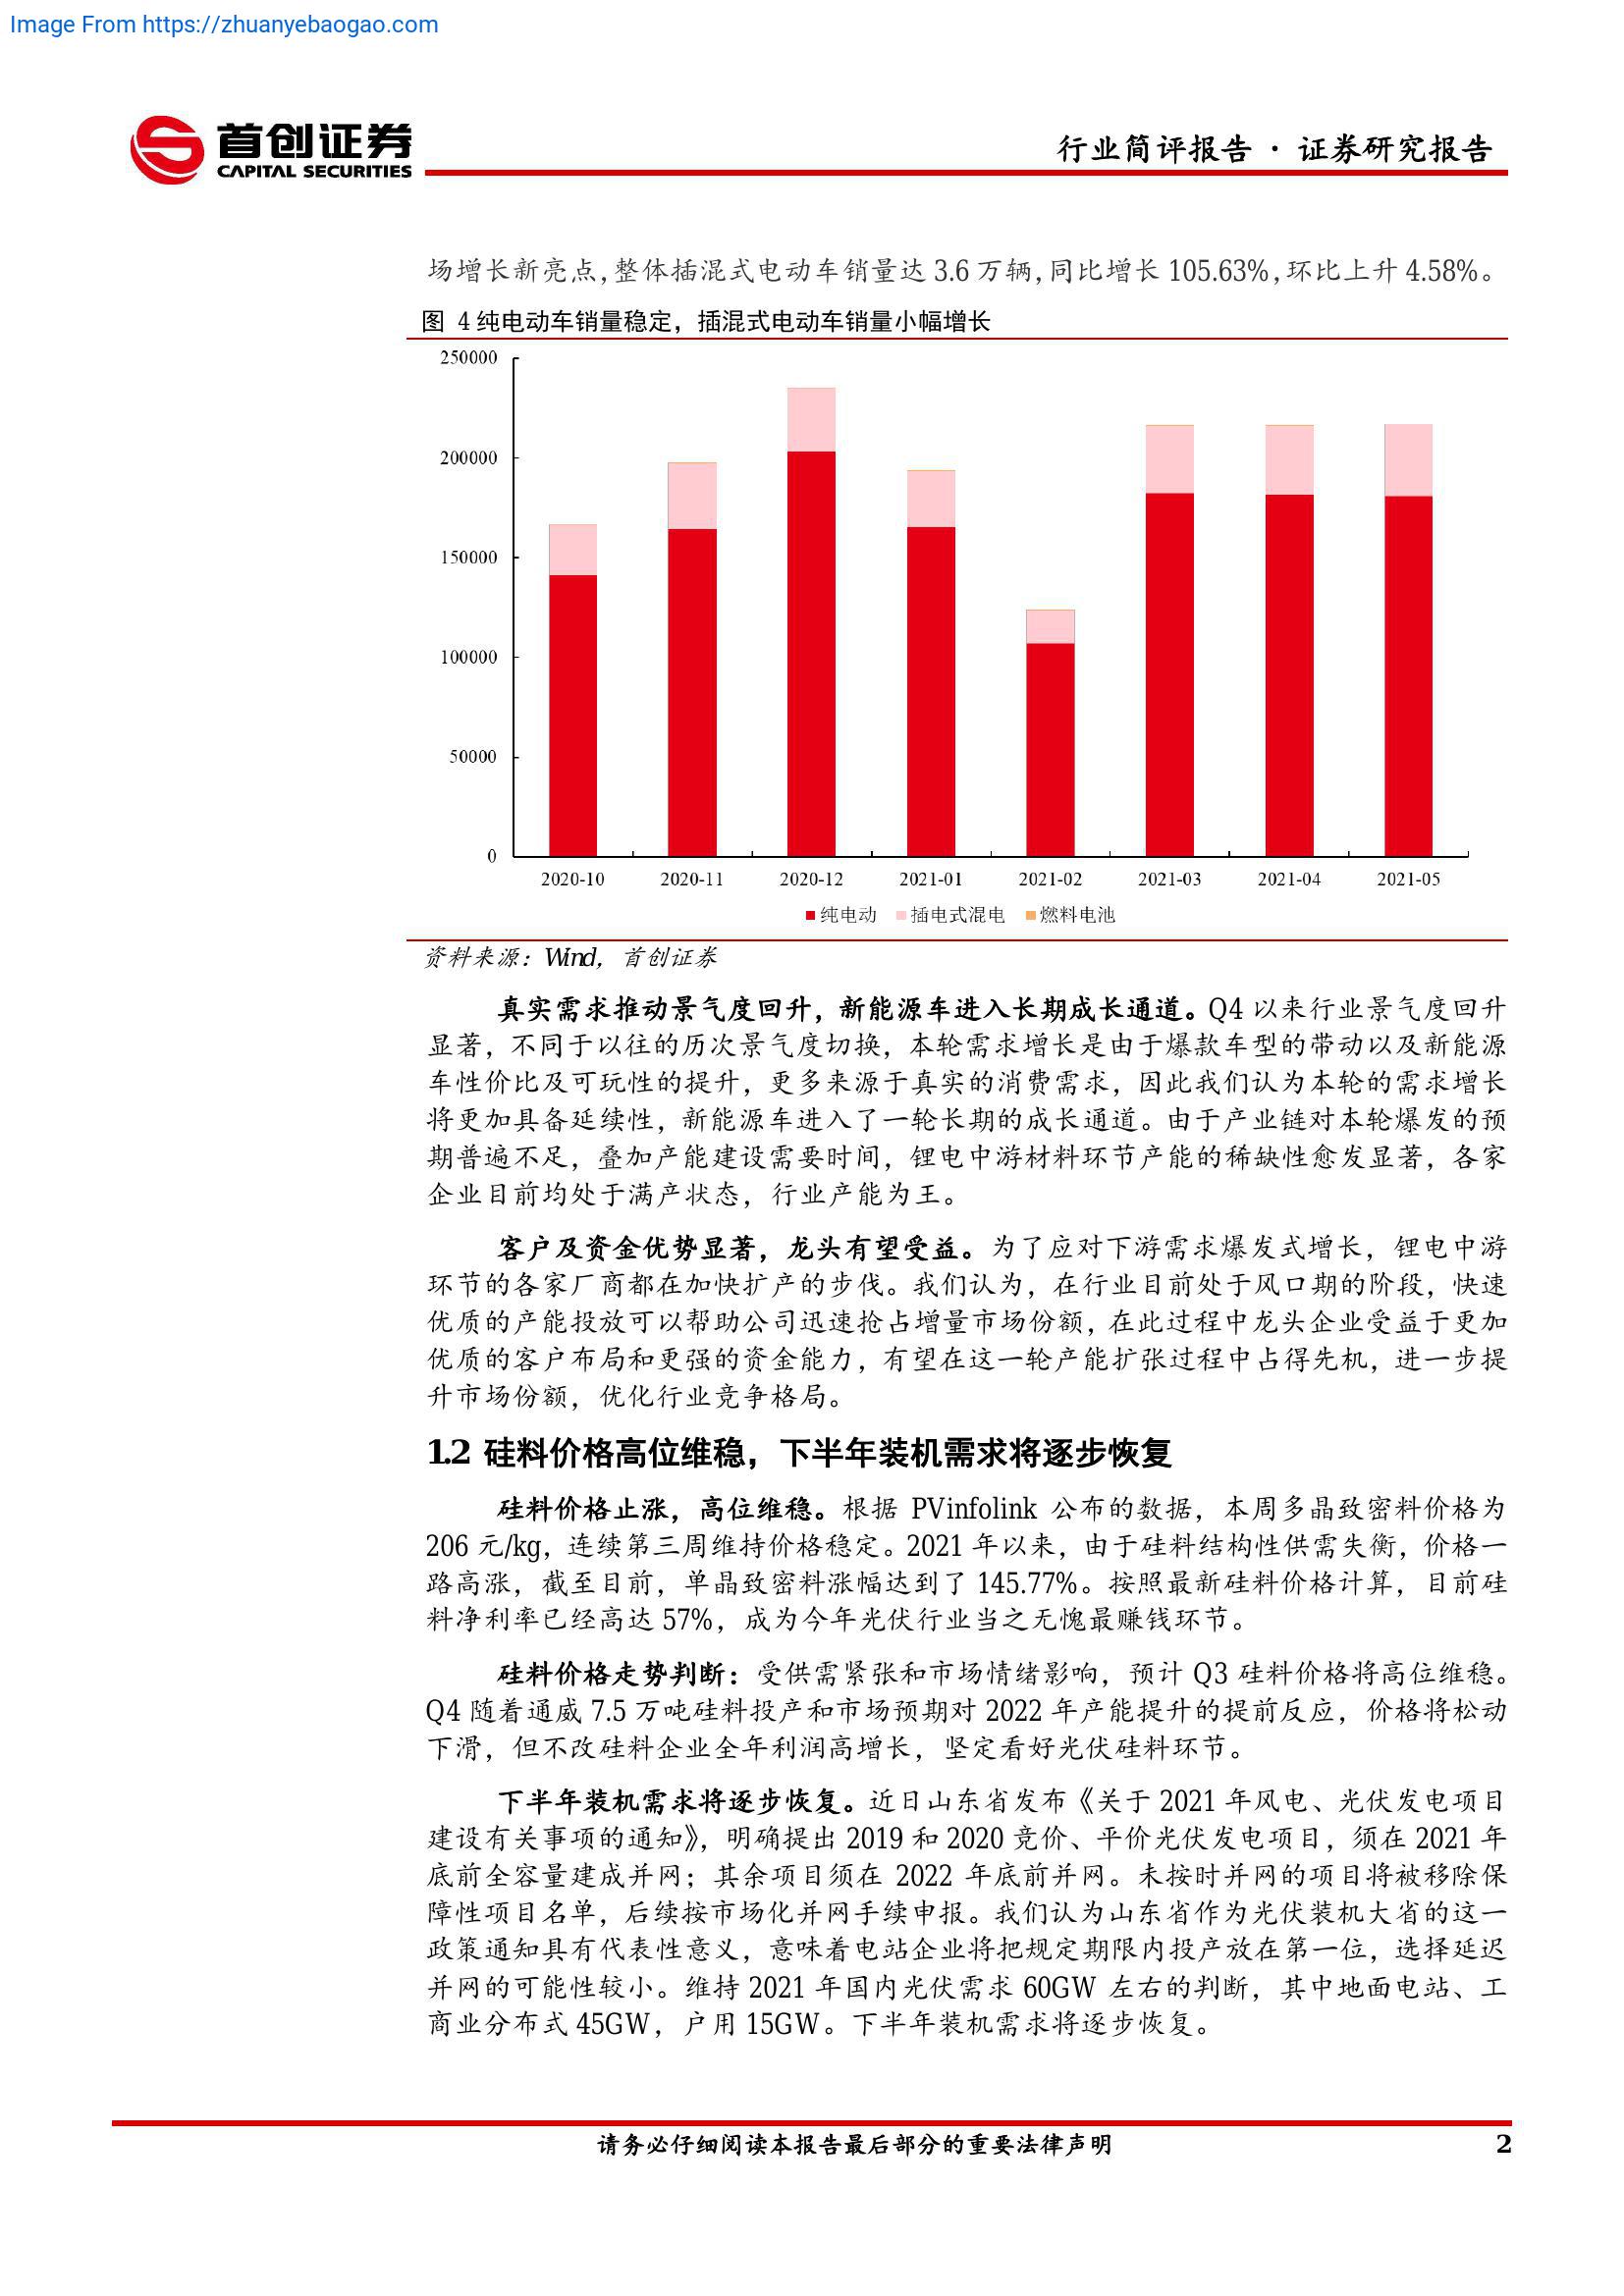 Image From https://zhuanyebaogao.com
首创证券
CAPITAL SECURITIES
行业简评报告 · 证券研究报告
场增长新亮点，整体插混式电动车销量达 3.6 万辆，同比增长 105.63%，环比上升 4.58%。
图 4 纯电动车销量稳定，插混式电动车销量小幅增长
250000
200000
150000
100000
50000
0
2020-10 2020-11 2020-12 2021-01 2021-02 2021-03 2021-04 2021-05
纯电动 插电式混电 燃料电池
资料来源：Wind，首创证券
真实需求推动景气度回升，新能源车进入长期成长通道。Q4 以来行业景气度回升
显著，不同于以往的历次景气度切换，本轮需求增长是由于爆款车型的带动以及新能源
车性价比及可玩性的提升，更多来源于真实的消费需求，因此我们认为本轮的需求增长
将更加具备延续性，新能源车进入了一轮长期的成长通道。由于产业链对本轮爆发的预
期普遍不足，叠加产能建设需要时间，锂电中游材料环节产能的稀缺性愈发显著，各家
企业目前均处于满产状态，行业产能为王。
客户及资金优势显著，龙头有望受益。为了应对下游需求爆发式增长，锂电中游
环节的各家厂商都在加快扩产的步伐。我们认为，在行业目前处于风口期的阶段，快速
优质的产能投放可以帮助公司迅速抢占增量市场份额，在此过程中龙头企业受益于更加
优质的客户布局和更强的资金能力，有望在这一轮产能扩张过程中占得先机，进一步提
升市场份额，优化行业竞争格局。
1.2 硅料价格高位维稳，下半年装机需求将逐步恢复
硅料价格止涨，高位维稳。根据 PVinfolink 公布的数据，本周多晶致密料价格为
206 元/kg，连续第三周维持价格稳定。2021 年以来，由于硅料结构性供需失衡，价格一
路高涨，截至目前，单晶致密料涨幅达到了 145.77%。按照最新硅料价格计算，目前硅
料净利率已经高达 57%，成为今年光伏行业当之无愧最赚钱环节。
硅料价格走势判断：受供需紧张和市场情绪影响，预计 Q3 硅料价格将高位维稳。
Q4 随着通威 7.5 万吨硅料投产和市场预期对 2022 年产能提升的提前反应，价格将松动
下滑，但不改硅料企业全年利润高增长，坚定看好光伏硅料环节。
下半年装机需求将逐步恢复。近日山东省发布《关于 2021 年风电、光伏发电项目
建设有关事项的通知》，明确提出 2019 和 2020 竞价、平价光伏发电项目，须在 2021 年
底前全容量建成并网；其余项目须在 2022 年底前并网。未按时并网的项目将被移除保
障性项目名单，后续按市场化并网手续申报。我们认为山东省作为光伏装机大省的这一
政策通知具有代表性意义，意味着电站企业将把规定期限内投产放在第一位，选择延迟
并网的可能性较小。维持 2021 年国内光伏需求 60GW 左右的判断，其中地面电站、工
商业分布式 45GW，户用 15GW。下半年装机需求将逐步恢复。
请务必仔细阅读本报告最后部分的重要法律声明
2